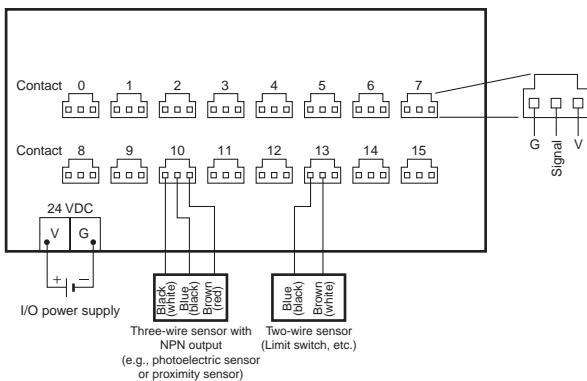 Contact 0 1 2 3 4 5 6 7
G Signal V
Contact 8 9 10 11 12 13 14 15
24 VDC
V G
+ −
I/O power supply
Black (white) Blue (black) Brown (red)
Blue (black) Brown (white)
Three-wire sensor with
NPN output
(e.g., photoelectric sensor
or proximity sensor)
Two-wire sensor
(Limit switch, etc.)